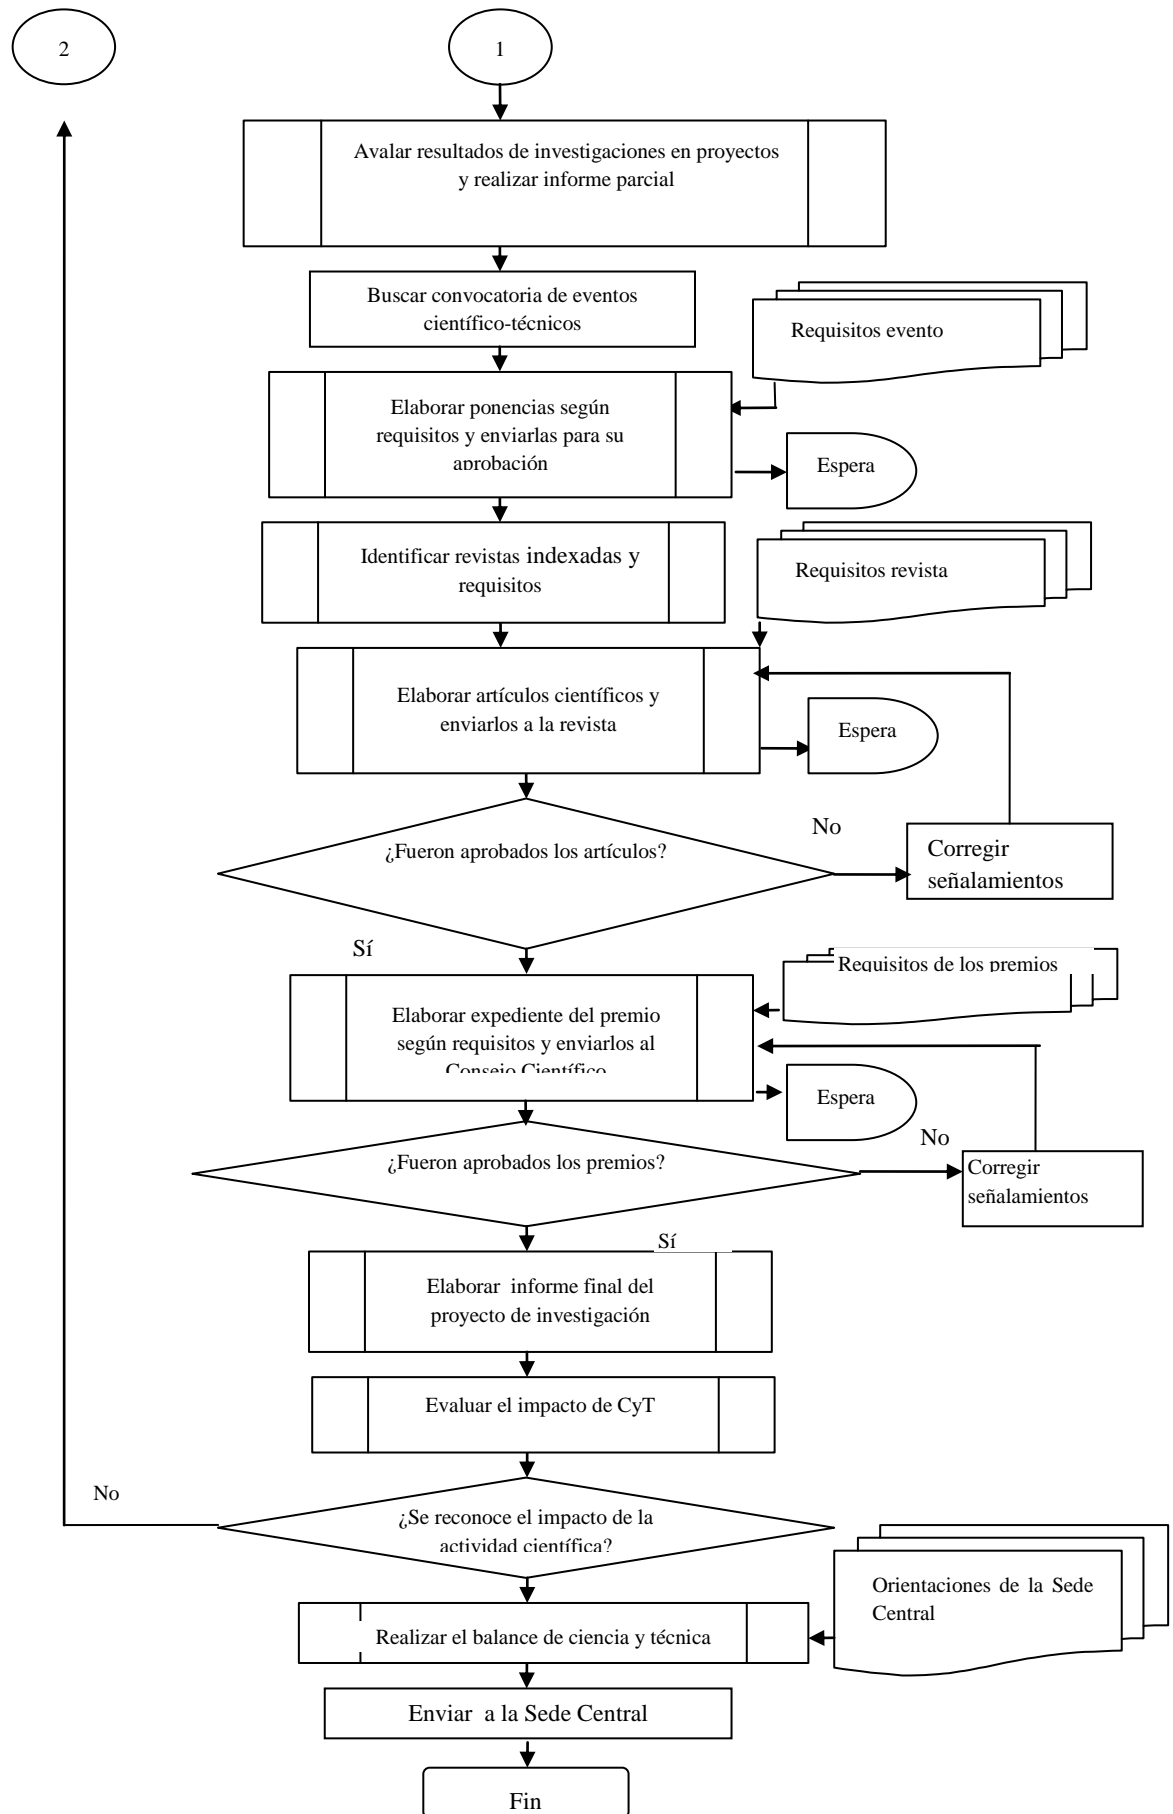 2
1
Avalar resultados de investigaciones en proyectos
y realizar informe parcial
Buscar convocatoria de eventos
científico-técnicos
Requisitos evento
Elaborar ponencias según
requisitos y enviarlas para su
aprobación
Espera
Identificar revistas indexadas y
requisitos
Requisitos revista
Elaborar artículos científicos y
enviarlos a la revista
Espera
¿Fueron aprobados los artículos?
No
Corregir
señalamientos
Sí
Requisitos de los premios
Elaborar expediente del premio
según requisitos y enviarlos al
Consejo Científico
Espera
No
¿Fueron aprobados los premios?
Corregir
señalamientos
Sí
Elaborar  informe final del
proyecto de investigación
Evaluar el impacto de CyT
No
¿Se reconoce el impacto de la
actividad científica?
Orientaciones de la Sede
Central
Realizar el balance de ciencia y técnica
Enviar  a la Sede Central
Fin